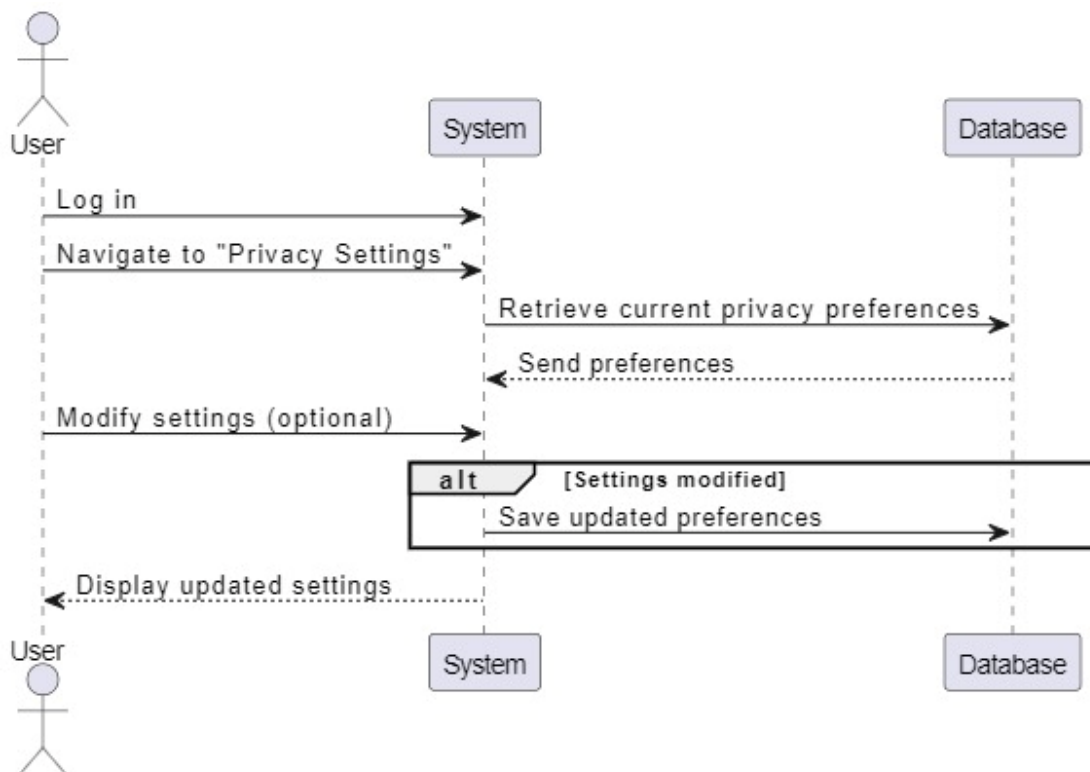 User
System
Database
Log in
Navigate to "Privacy Settings"
Retrieve current privacy preferences
Send preferences
Modify settings (optional)
alt [Settings modified]
Save updated preferences
Display updated settings
User
System
Database